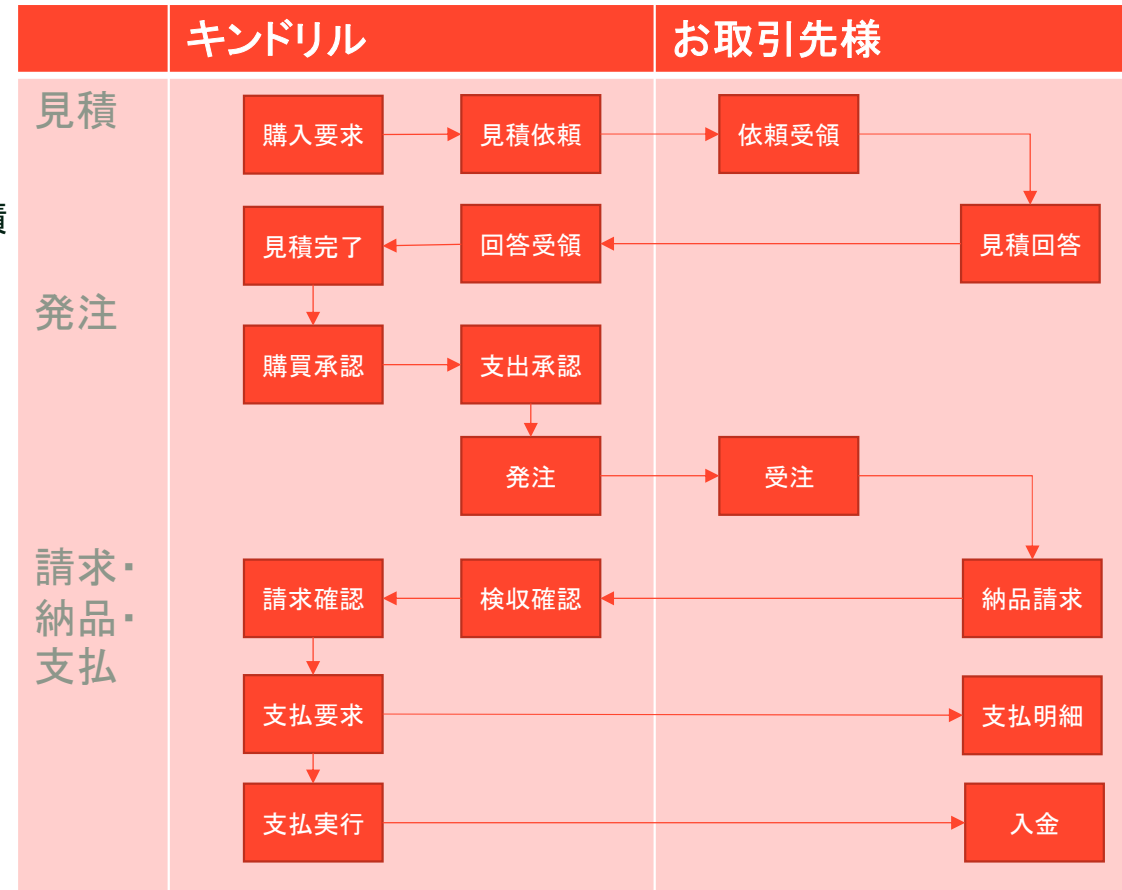 キンドリル
お取引先様
見積
購入要求
見積依頼
依頼受領
見積完了
回答受領
見積回答
発注
購買承認
支出承認
発注
受注
請求・
納品・
支払
請求確認
検収確認
納品請求
支払要求
支払明細
支払実行
入金